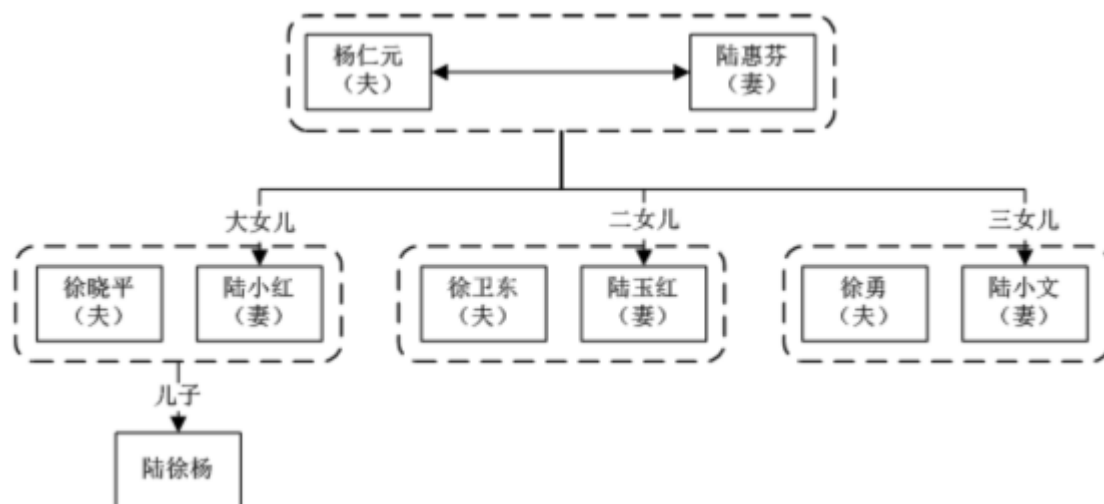 杨仁元
（夫）
陆惠芬
（妻）
大女儿
二女儿
三女儿
徐晓平
（夫）
陆小红
（妻）
徐卫东
（夫）
陆玉红
（妻）
徐勇
（夫）
陆小文
（妻）
儿子
陆徐杨